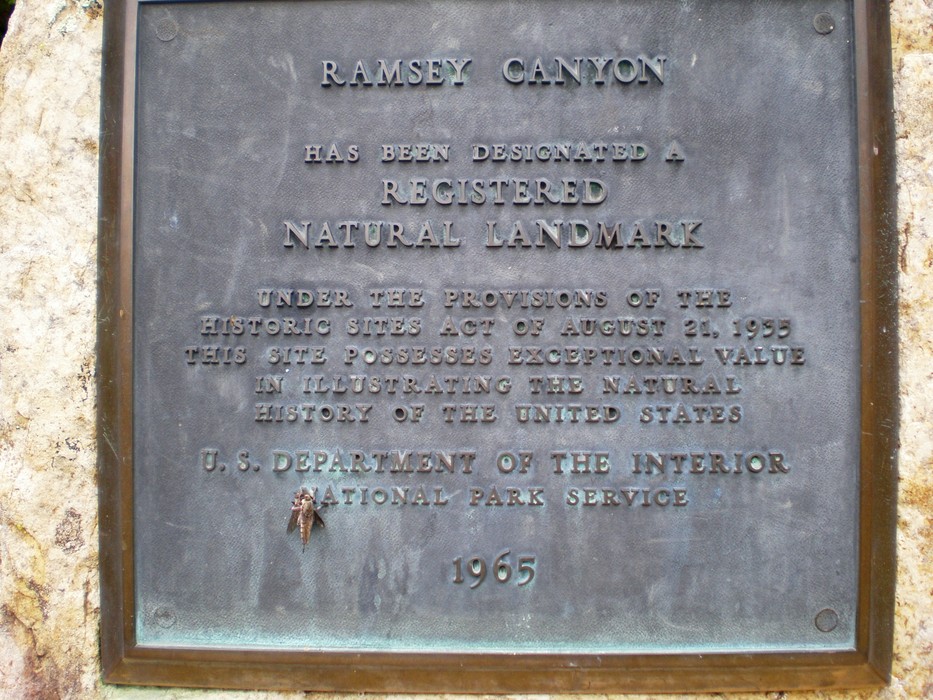 RAMSEY CANYON
HAS BEEN DESIGNATED A
REGISTERED
NATURAL LANDMARK
UNDER THE PROVISIONS OF THE
HISTORIC SITES ACT OF AUGUST 21, 1935
THIS SITE POSSESSES EXCEPTIONAL VALUE
IN ILLUSTRATING THE NATURAL
HISTORY OF THE UNITED STATES
U. S. DEPARTMENT OF THE INTERIOR
NATIONAL PARK SERVICE
1965